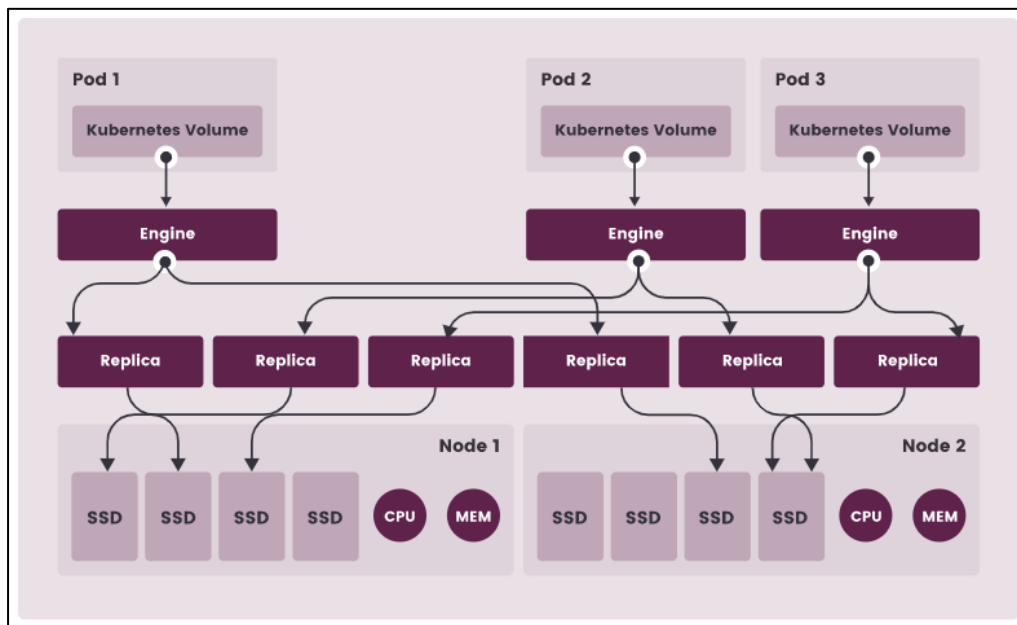 Pod 1
Pod 2
Pod 3
Kubernetes Volume
Kubernetes Volume
Kubernetes Volume
Engine
Engine
Engine
Replica
Replica
Replica
Replica
Replica
Replica
Node 1
Node 2
SSD
SSD
SSD
SSD
CPU
MEM
SSD
SSD
SSD
SSD
CPU
MEM